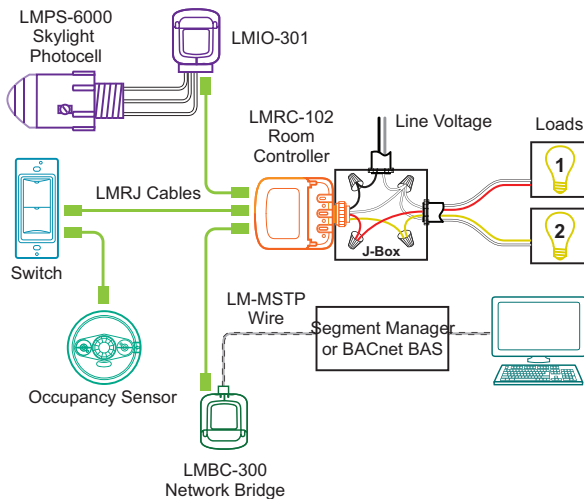 LMPS-6000
Skylight
Photocell
LMIO-301
LMRC-102
Room
Controller
Line Voltage
Loads
1
2
J-Box
LMRJ Cables
Switch
Occupancy Sensor
LM-MSTP
Wire
Segment Manager
or BACnet BAS
LMBC-300
Network Bridge